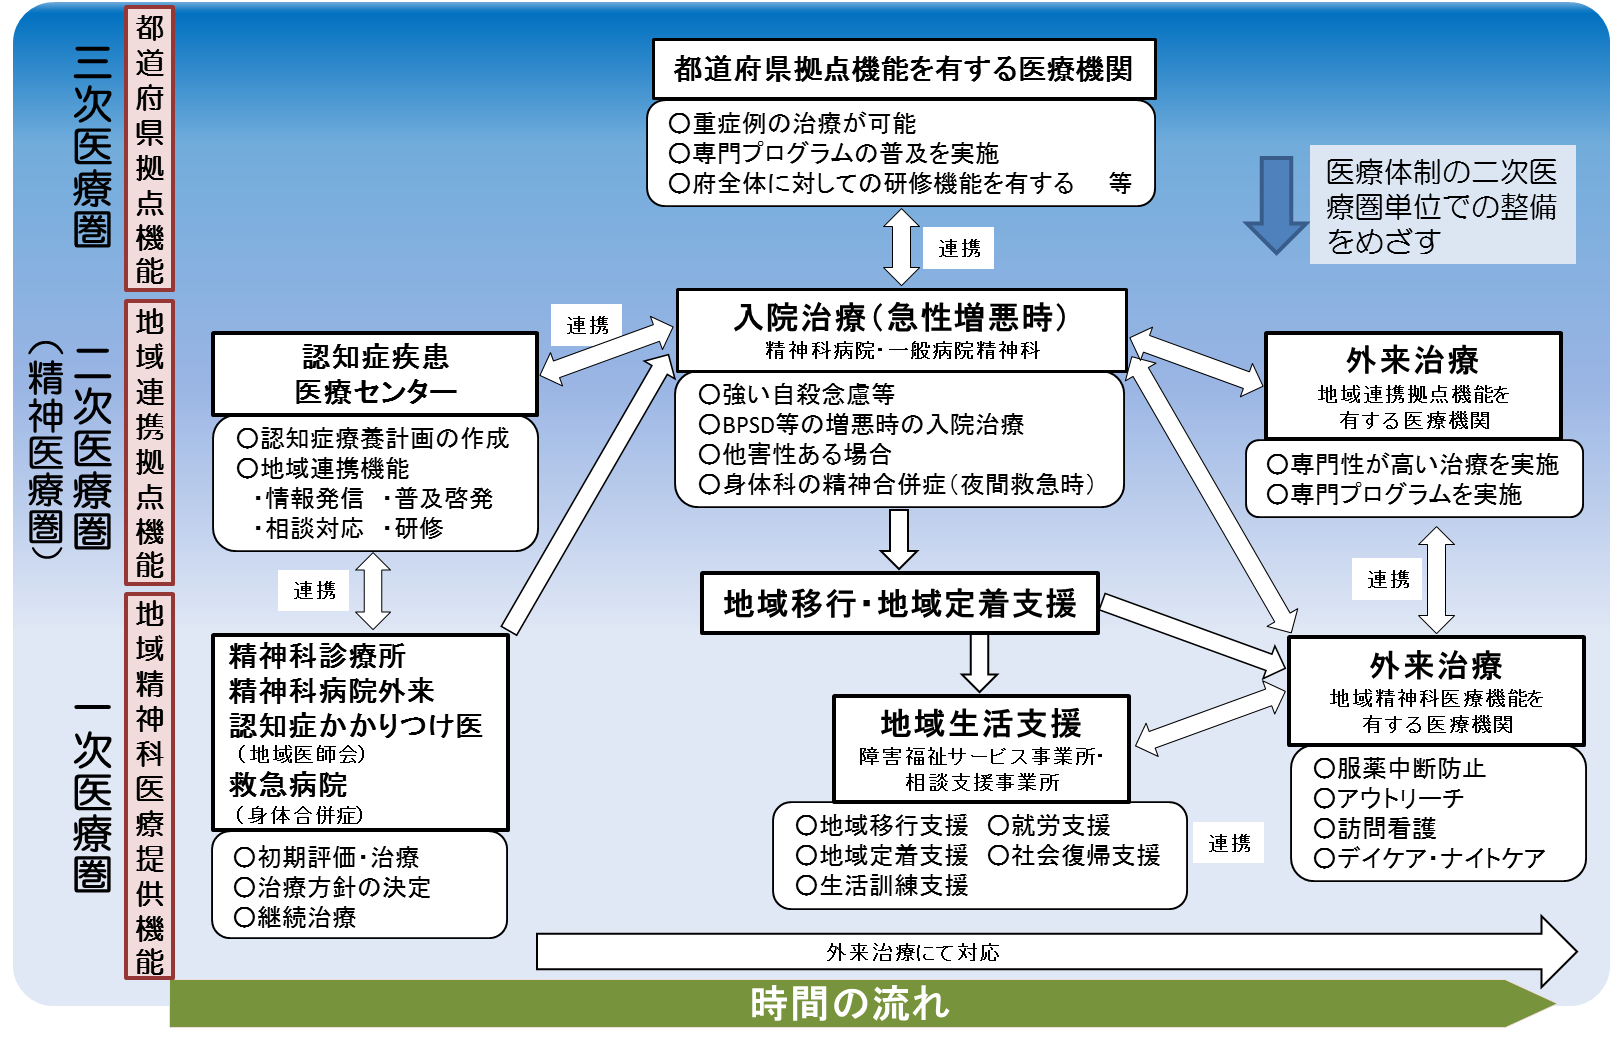 三次医療圏
都道府県拠点機能
都道府県拠点機能を有する医療機関
○重症例の治療が可能
○専門プログラムの普及を実施
○府全体に対しての研修機能を有する　等
医療体制の二次医
療圏単位での整備
をめざす
連携
二次医療圏
（精神医療圏）
地域連携拠点機能
認知症疾患
医療センター
○認知症療養計画の作成
○地域連携機能
・情報発信　・普及啓発
・相談対応　・研修
連携
入院治療（急性増悪時）
精神科病院・一般病院精神科
○強い自殺念慮等
○BPSD等の増悪時の入院治療
○他害性ある場合
○身体科の精神合併症（夜間救急時）
外来治療
地域連携拠点機能を
有する医療機関
○専門性が高い治療を実施
○専門プログラムを実施
連携
連携
地域移行・地域定着支援
一次医療圏
地域精神科医療提供機能
精神科診療所
精神科病院外来
認知症かかりつけ医
（地域医師会）
救急病院
（身体合併症）
○初期評価・治療
○治療方針の決定
○継続治療
地域生活支援
障害福祉サービス事業所・
相談支援事業所
○地域移行支援　○就労支援
○地域定着支援　○社会復帰支援
○生活訓練支援
連携
外来治療
地域精神科医療機能を
有する医療機関
○服薬中断防止
○アウトリーチ
○訪問看護
○デイケア・ナイトケア
外来治療にて対応
時間の流れ